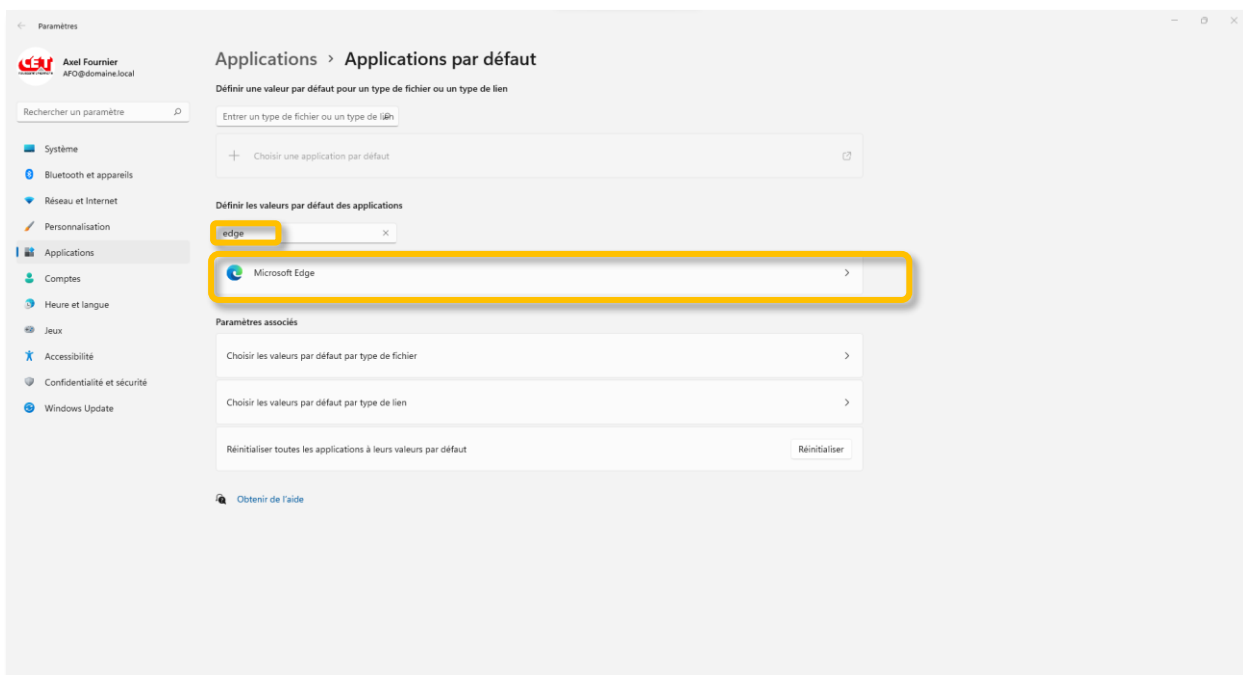 Paramètres
CET
Axel Fournier
AFO@domaine.local
Rechercher un paramètre
Système
Bluetooth et appareils
Réseau et Internet
Personnalisation
Applications
Comptes
Heure et langue
Jeux
Accessibilité
Confidentialité et sécurité
Windows Update
Applications > Applications par défaut
Définir une valeur par défaut pour un type de fichier ou un type de lien
Entrer un type de fichier ou un type de lien
Choisir une application par défaut
Définir les valeurs par défaut des applications
edge
Microsoft Edge
Paramètres associés
Choisir les valeurs par défaut par type de fichier
Choisir les valeurs par défaut par type de lien
Réinitialiser toutes les applications à leurs valeurs par défaut
Réinitialiser
Obtenir de l'aide